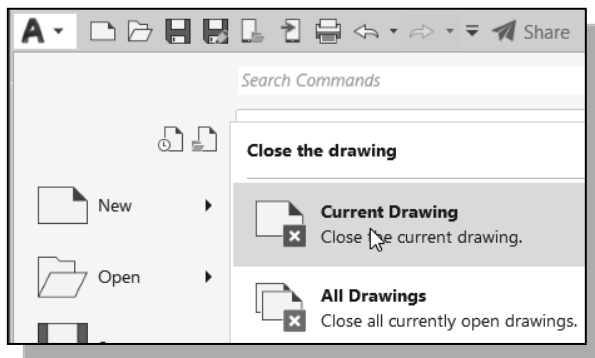 A
Share
Search Commands
Close the drawing
New
Current Drawing
Close the current drawing.
Open
All Drawings
Close all currently open drawings.